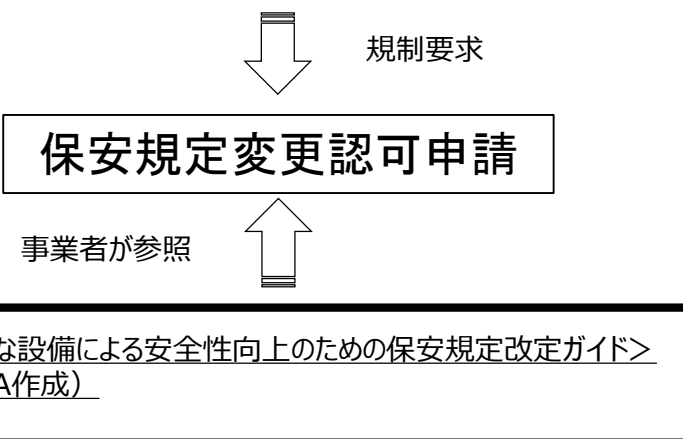 規制要求
保安規定変更認可申請
事業者が参照
な設備による安全性向上のための保安規定改定ガイド＞
A作成）